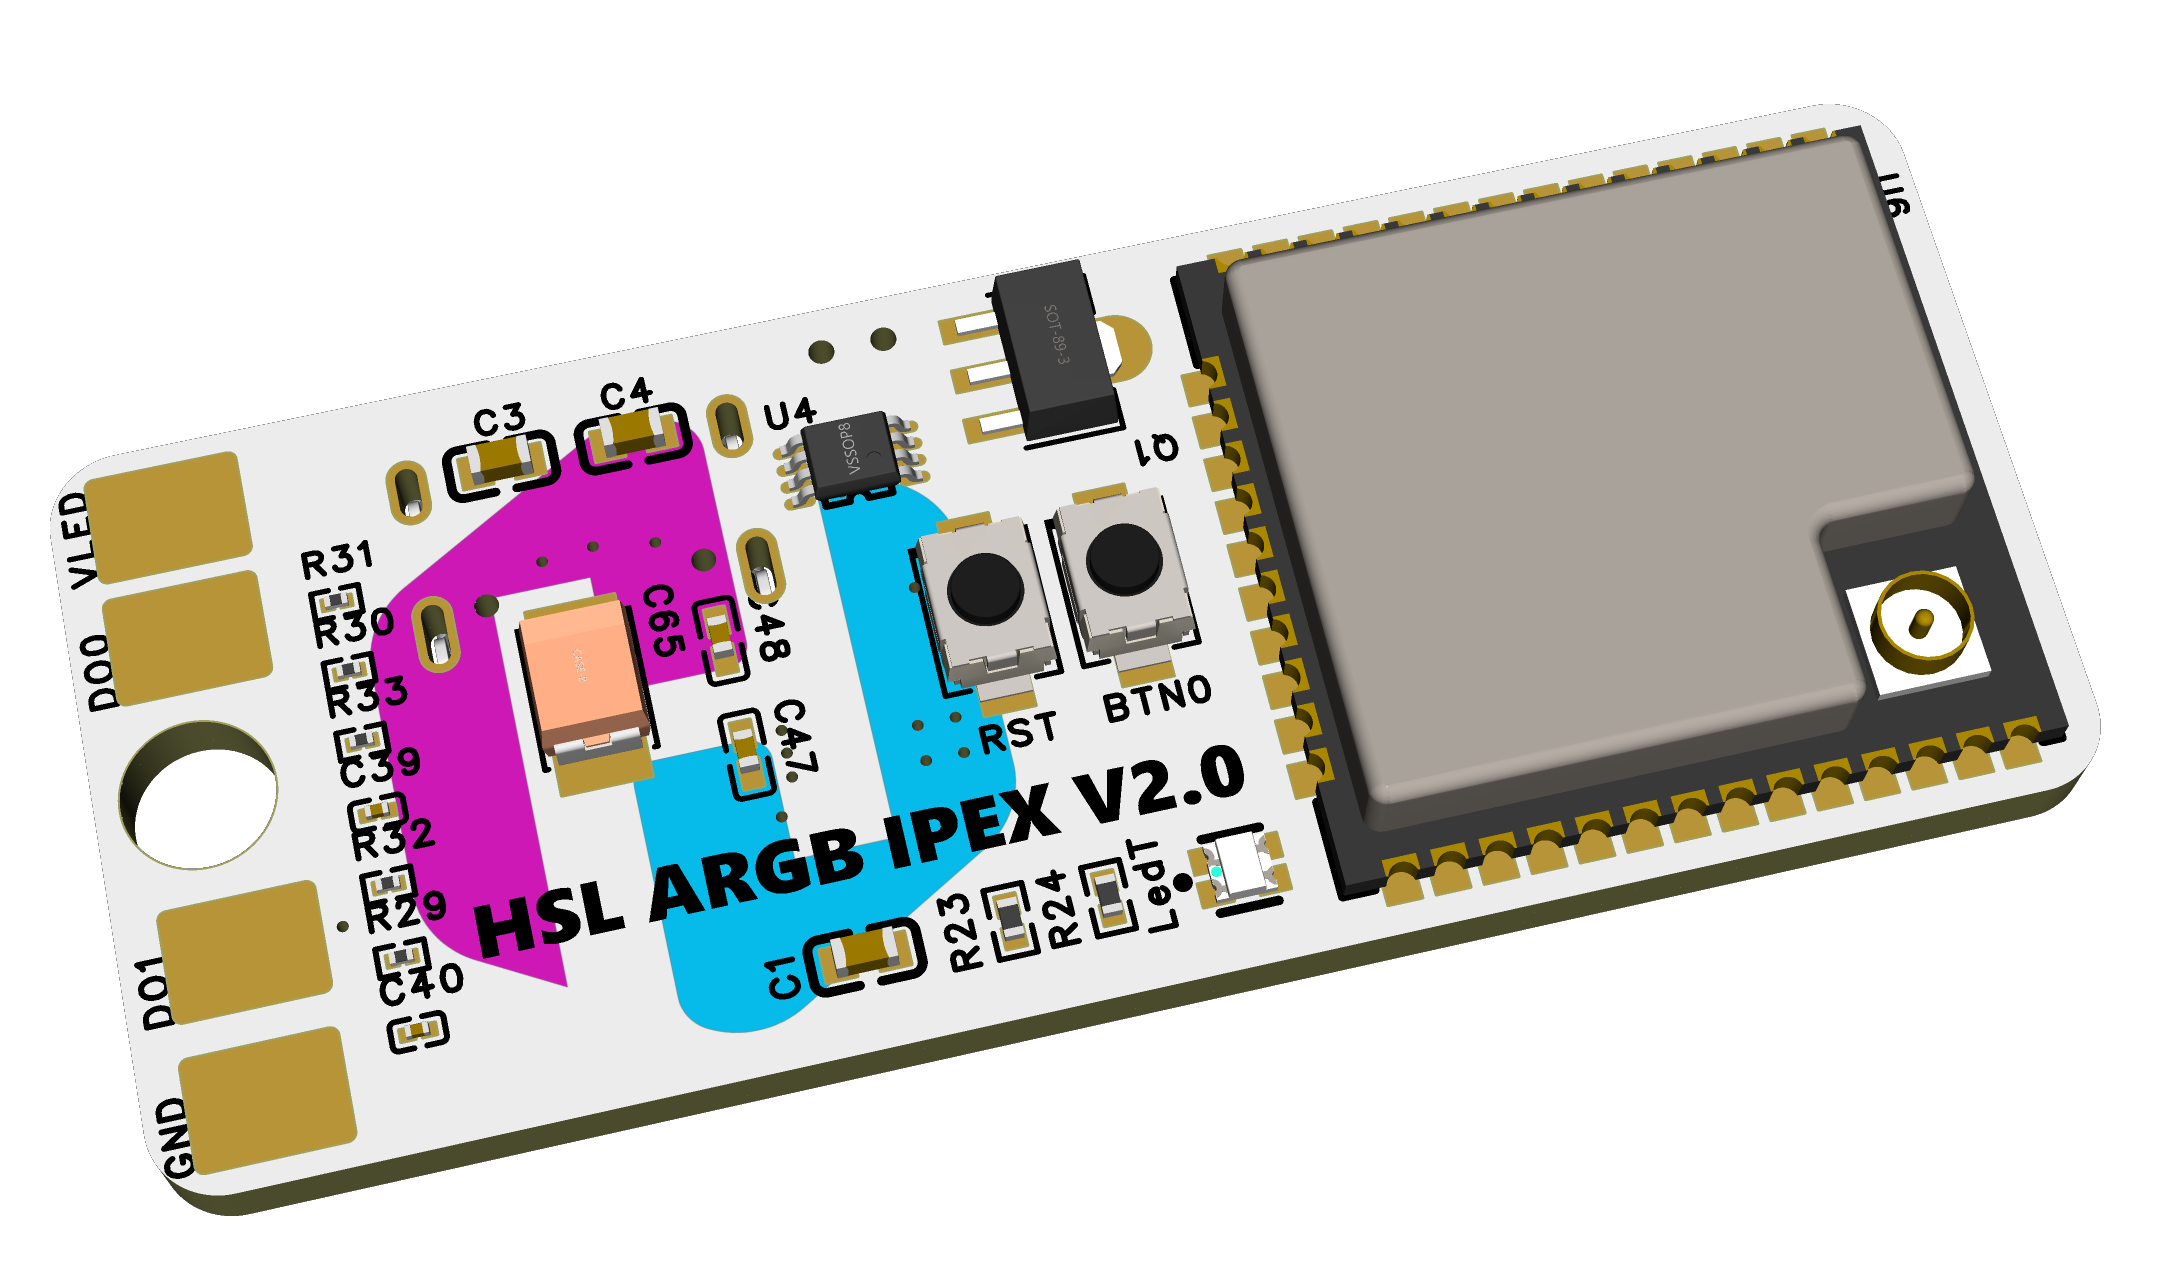 VLED
DO0
DO1
GND
R31
R30
R33
C39
R32
R29
C40
C3
C4
U4
VSSOP8
SOT-89-3
Q1
C65
C48
C47
RST
BTN0
HSL ARGB IPEX V2.0
C1
R23
R24
LedT